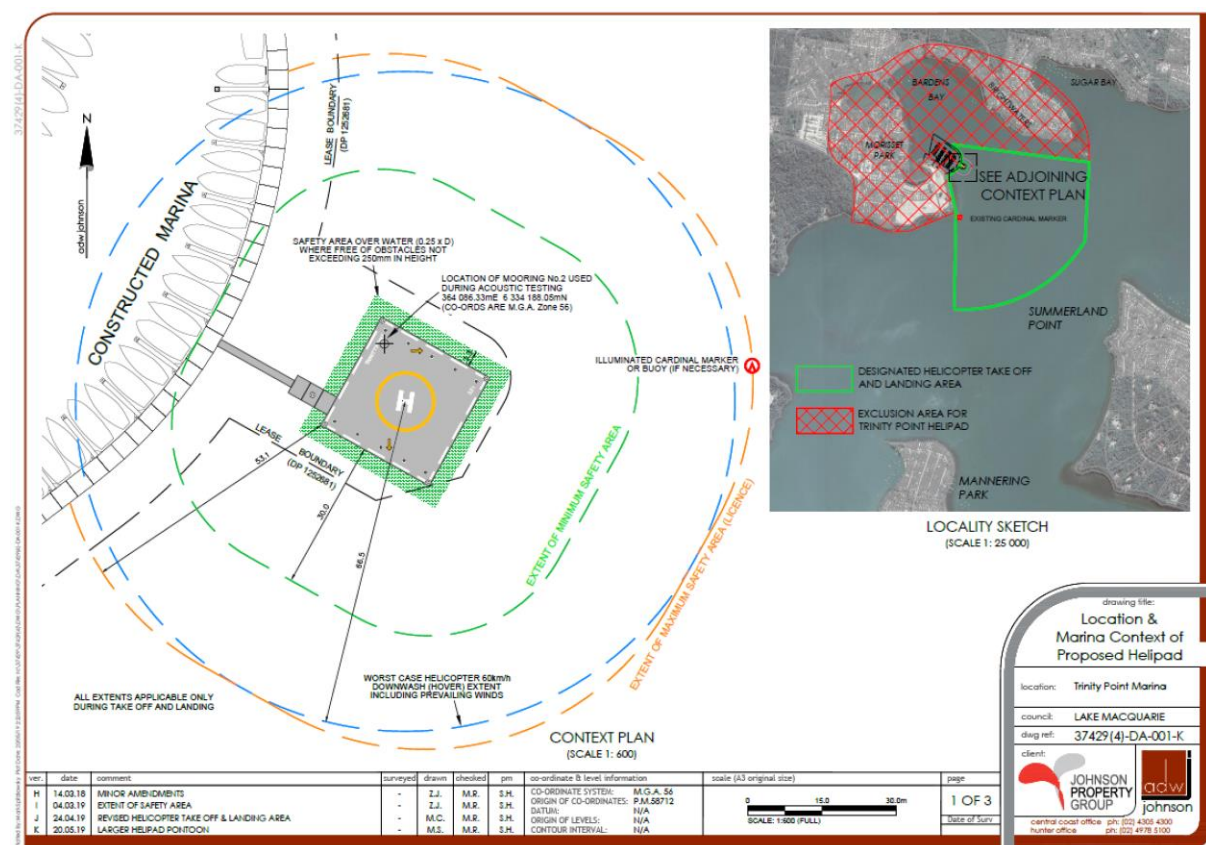 37429(4)-DA-001-K
N
adw johnson
CONSTRUCTED MARINA
LEASE BOUNDARY
(DP 1252681)
SAFETY AREA OVER WATER (0.25 x D)
WHERE FREE OF OBSTACLES NOT
EXCEEDING 250mm IN HEIGHT
LOCATION OF MOORING No.2 USED
DURING ACOUSTIC TESTING
364 086.33mE 6 334 188.05mN
(CO-ORDS ARE M.G.A. Zone 56)
ILLUMINATED CARDINAL MARKER
OR BUOY (IF NECESSARY)
H
LEASE
BOUNDARY
(DP 1252681)
53.1
30.0
66.5
EXTENT OF MINIMUM SAFETY AREA
EXTENT OF MAXIMUM SAFETY AREA (LICENCE)
WORST CASE HELICOPTER 60km/h
DOWNWASH (HOVER) EXTENT
INCLUDING PREVAILING WINDS
ALL EXTENTS APPLICABLE ONLY
DURING TAKE OFF AND LANDING
CONTEXT PLAN
(SCALE 1: 600)
BARDENS
BAY
BRIGHTWATERS
SUGAR BAY
MORISSET
PARK
SEE ADJOINING
CONTEXT PLAN
EXISTING CARDINAL MARKER
SUMMERLAND
POINT
DESIGNATED HELICOPTER TAKE OFF
AND LANDING AREA
EXCLUSION AREA FOR
TRINITY POINT HELIPAD
MANNERING
PARK
LOCALITY SKETCH
(SCALE 1: 25 000)
drawing title:
Location &
Marina Context of
Proposed Helipad
location: Trinity Point Marina
council: LAKE MACQUARIE
dwg ref: 37429(4)-DA-001-K
client:
JOHNSON
PROPERTY
GROUP
adw
johnson
central coast office ph: (02) 4305 4300
hunter office ph: (02) 4978 5100
ver. date comment surveyed drawn checked pm
H 14.03.18 MINOR AMENDMENTS - Z.J. M.R. S.H.
I 04.03.19 EXTENT OF SAFETY AREA - Z.J. M.R. S.H.
J 24.04.19 REVISED HELICOPTER TAKE OFF & LANDING AREA - M.C. M.R. S.H.
K 20.05.19 LARGER HELIPAD PONTOON - M.S. M.R. S.H.
co-ordinate & level information
CO-ORDINATE SYSTEM: M.G.A. 56
ORIGIN OF CO-ORDINATES: P.M.58712
DATUM: N/A
ORIGIN OF LEVELS: N/A
CONTOUR INTERVAL: N/A
scale (A3 original size)
0 15.0 30.0m
SCALE: 1:600 (FULL)
page
1 OF 3
Date of Surv